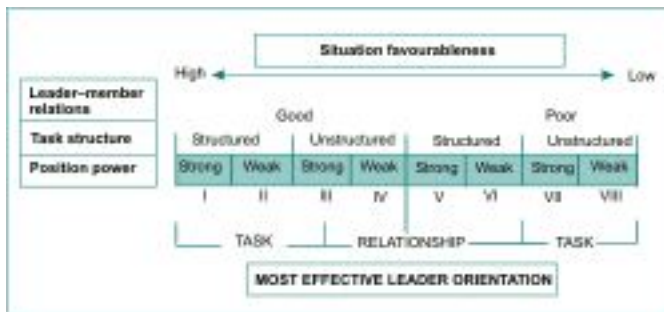 Situation favourableness
High Low
Leader–member
relations
Good Poor
Task structure
Structured Unstructured Structured Unstructured
Position power
Strong Weak Strong Weak Strong Weak Strong Weak
I II III IV V VI VII VIII
TASK RELATIONSHIP TASK
MOST EFFECTIVE LEADER ORIENTATION